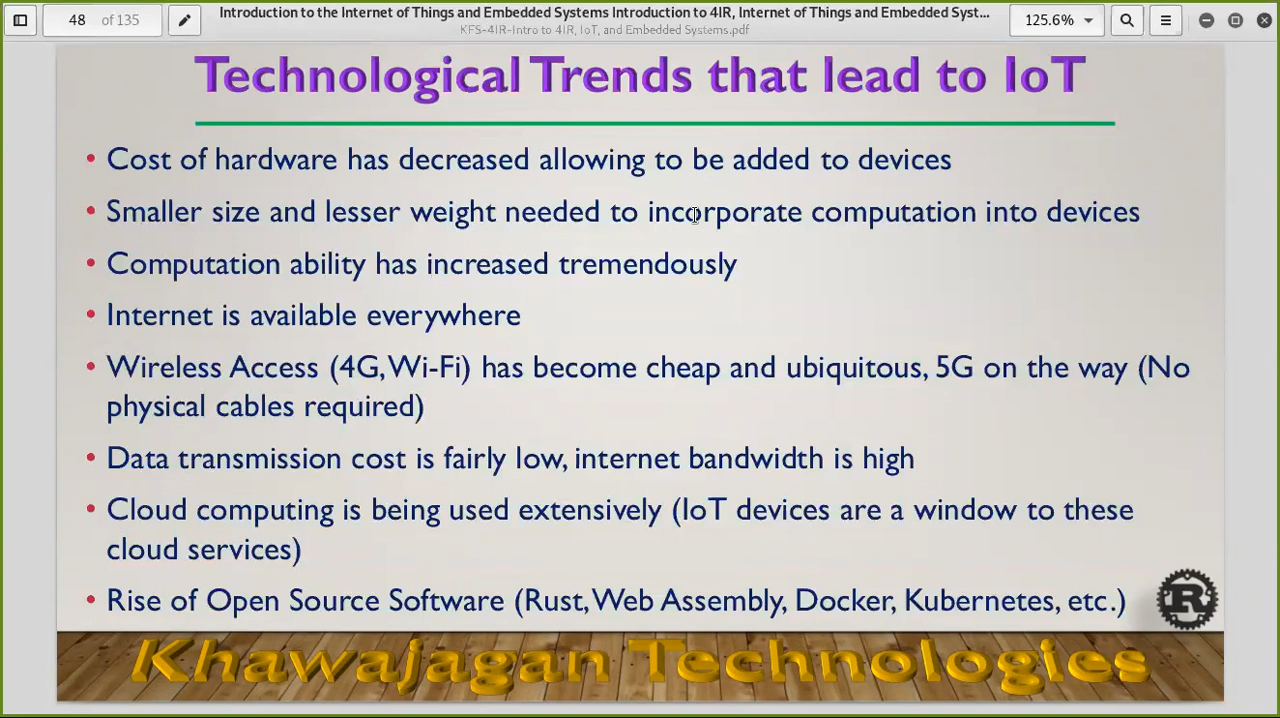 48 of 135
Introduction to the Internet of Things and Embedded Systems Introduction to 4IR, Internet of Things and Embedded Syst...
KFS-4IR-Intro to 4IR, IoT, and Embedded Systems.pdf
125.6%
Technological Trends that lead to IoT
• Cost of hardware has decreased allowing to be added to devices
• Smaller size and lesser weight needed to incorporate computation into devices
• Computation ability has increased tremendously
• Internet is available everywhere
• Wireless Access (4G, Wi-Fi) has become cheap and ubiquitous, 5G on the way (No
physical cables required)
• Data transmission cost is fairly low, internet bandwidth is high
• Cloud computing is being used extensively (IoT devices are a window to these
cloud services)
• Rise of Open Source Software (Rust, Web Assembly, Docker, Kubernetes, etc.)
R
Khawajagan Technologies